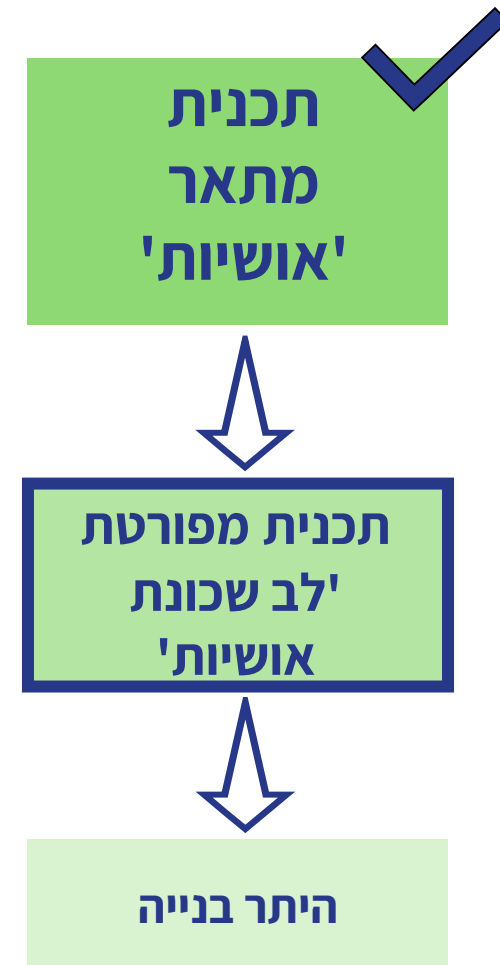 תכנית
מתאר
'אושיות'
תכנית מפורטת
'לב שכונת
אושיות'
היתר בנייה